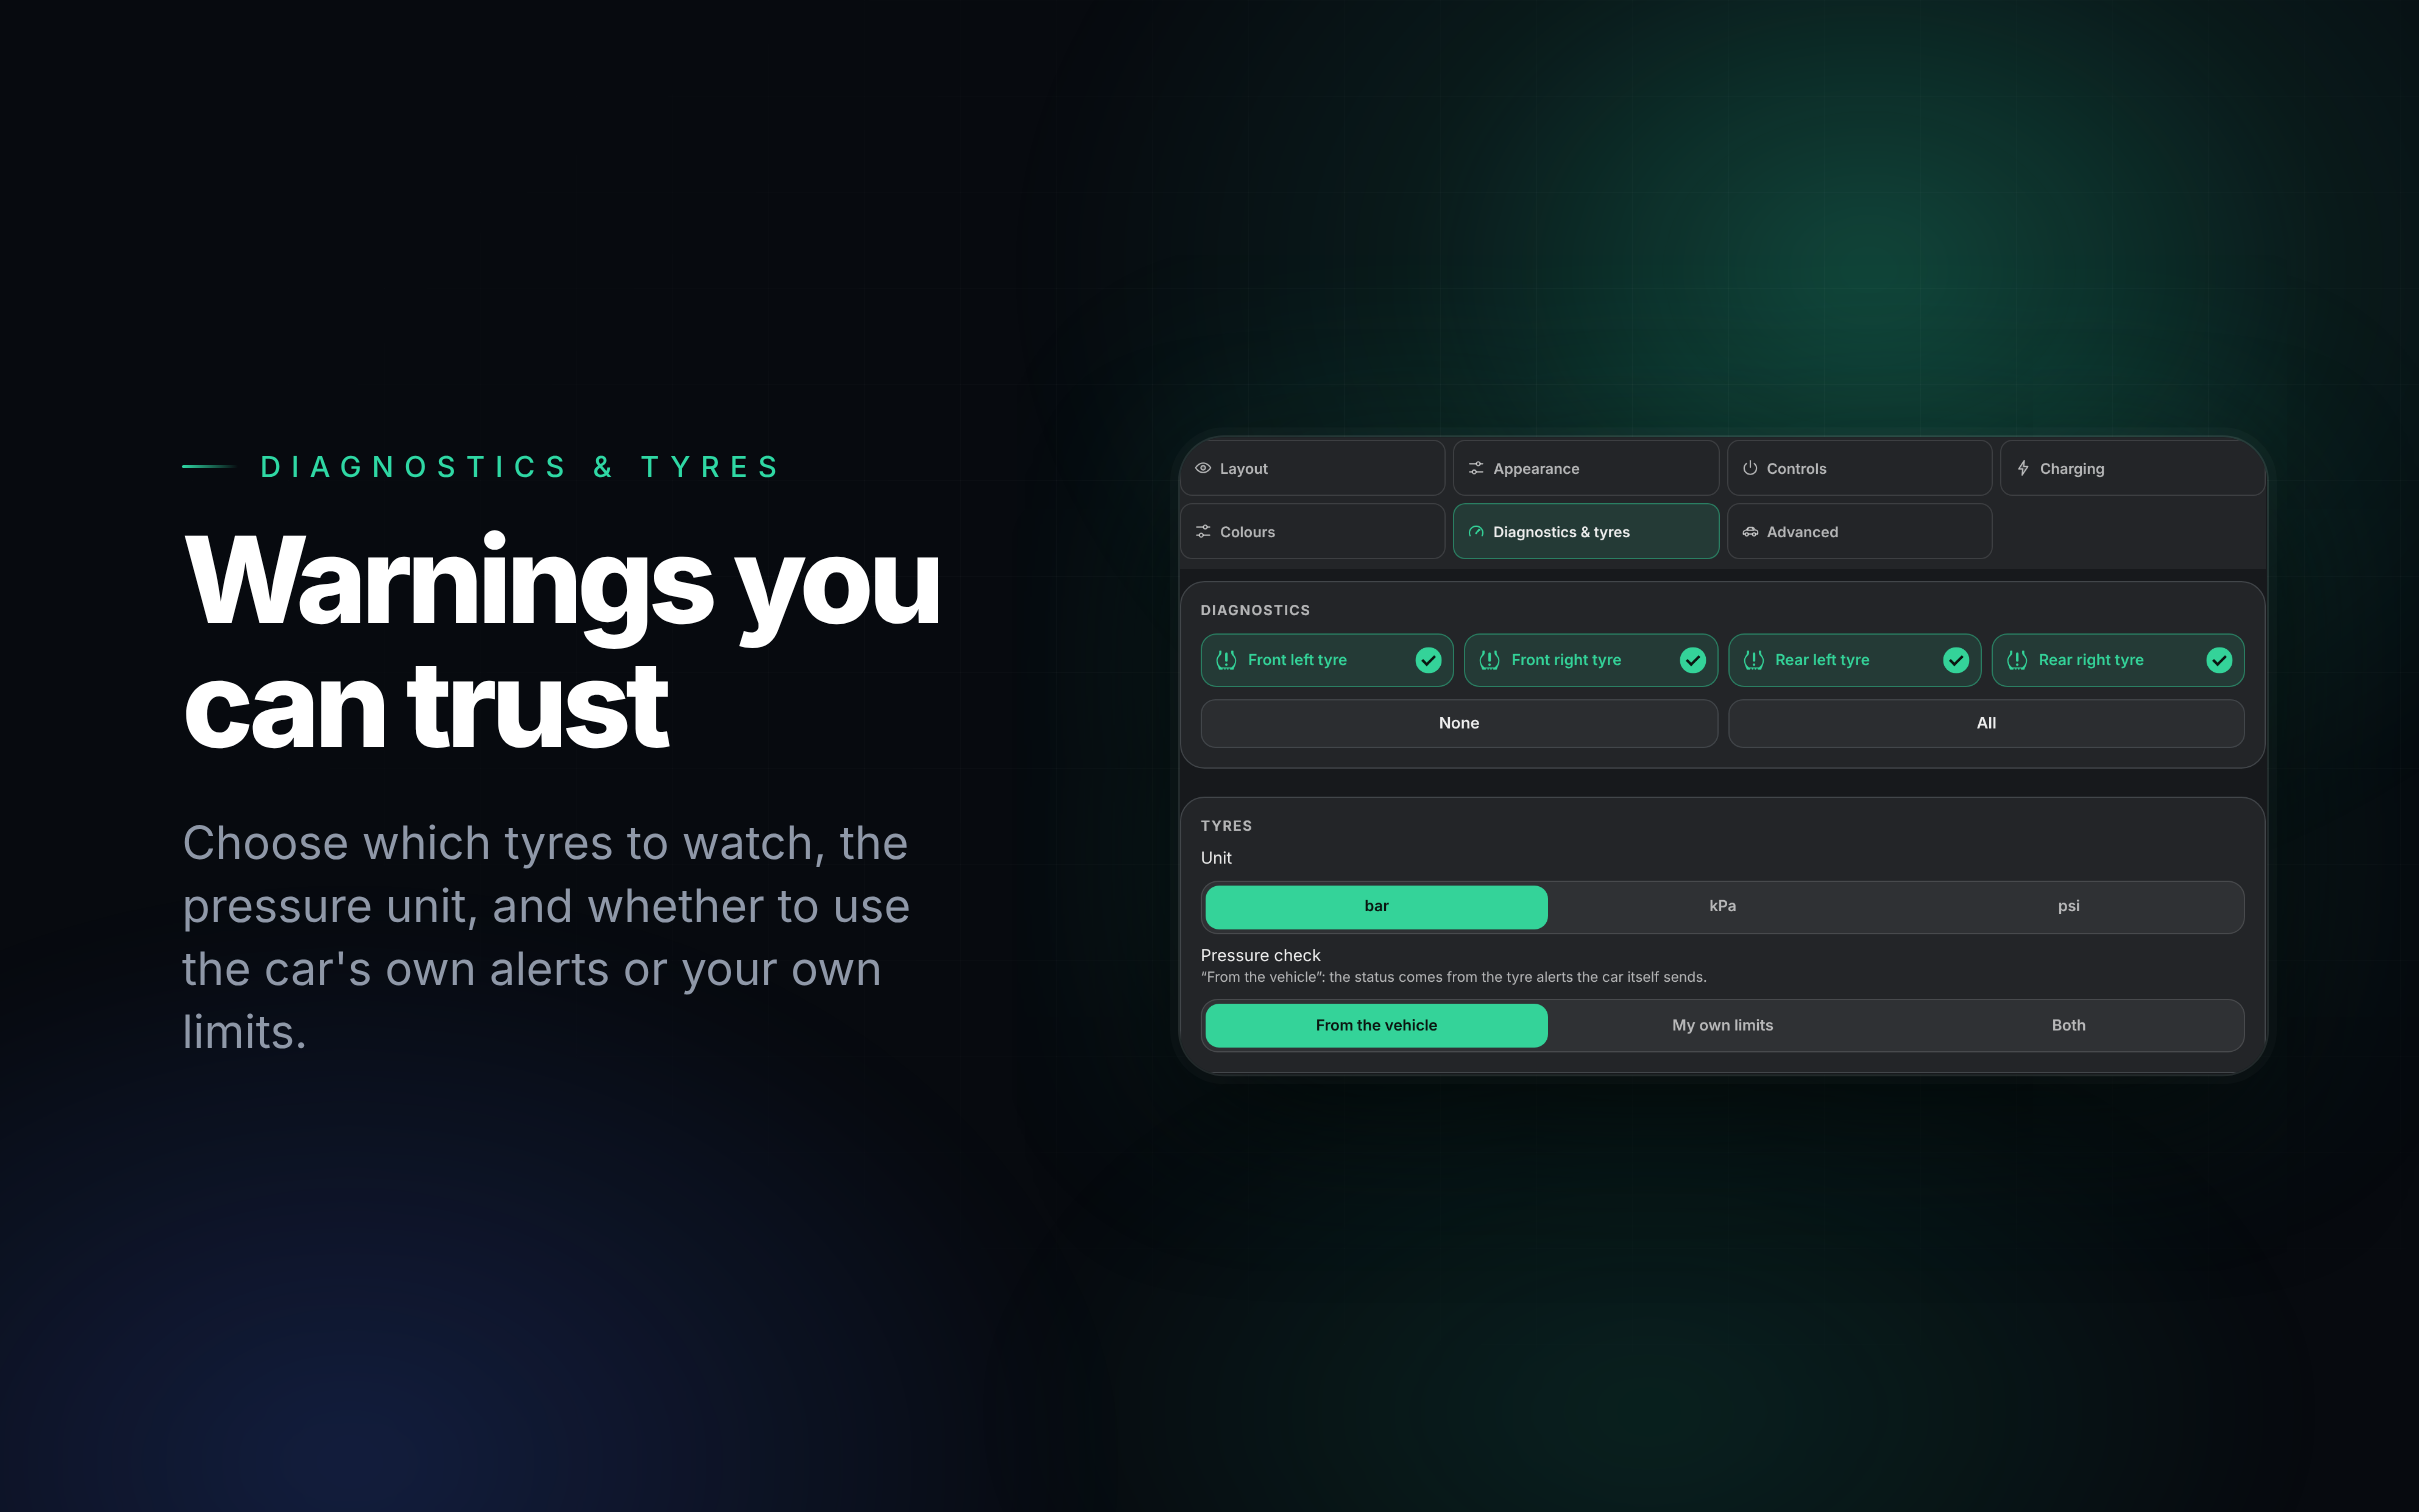 DIAGNOSTICS & TYRES
Warnings you
can trust
Choose which tyres to watch, the
pressure unit, and whether to use
the car's own alerts or your own
limits.
Layout
Appearance
Controls
Charging
Colours
Diagnostics & tyres
Advanced
DIAGNOSTICS
Front left tyre
Front right tyre
Rear left tyre
Rear right tyre
None
All
TYRES
Unit
bar
kPa
psi
Pressure check
“From the vehicle”: the status comes from the tyre alerts the car itself sends.
From the vehicle
My own limits
Both